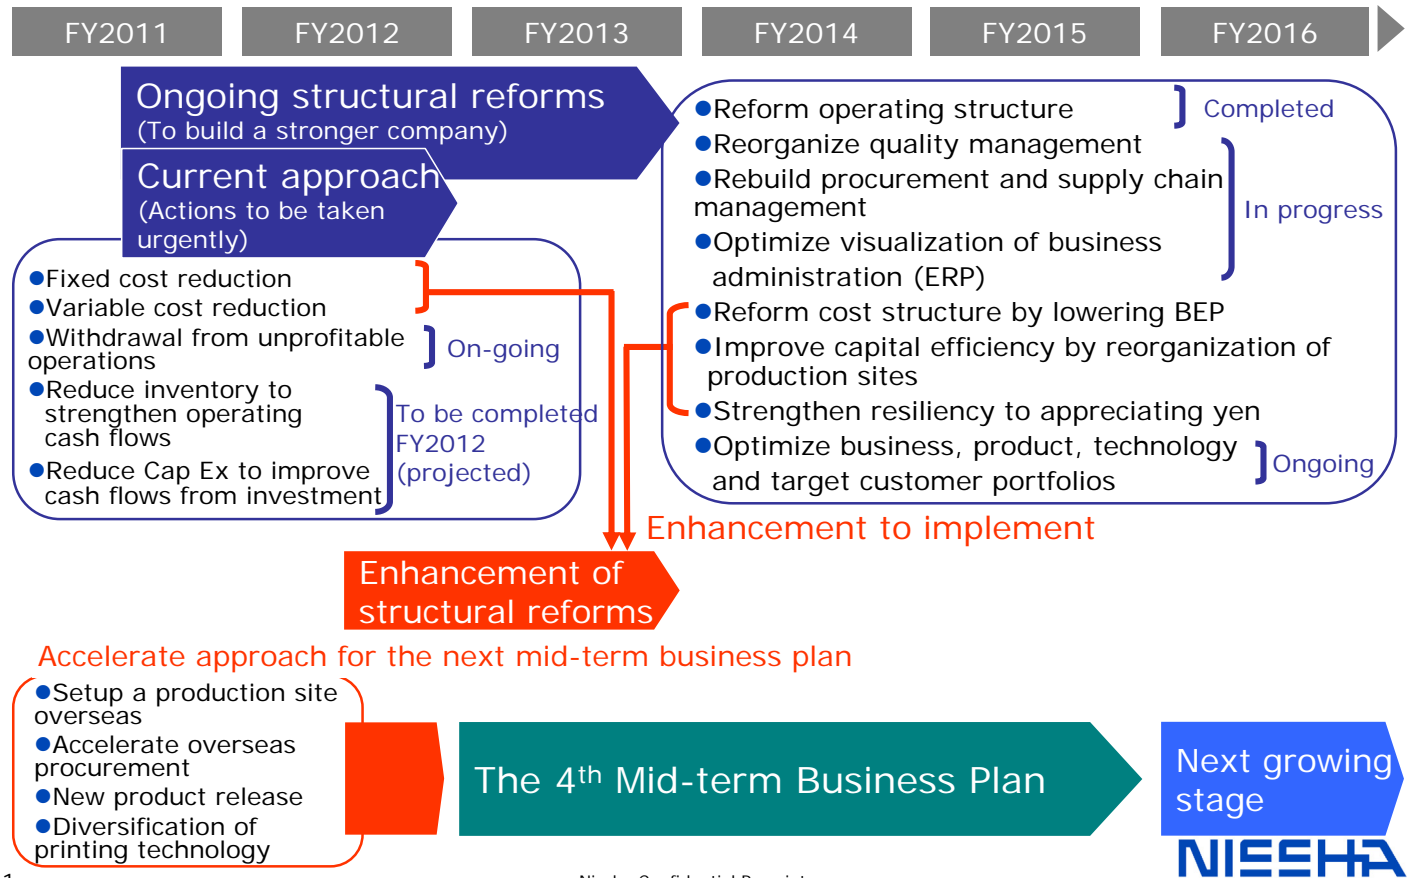 FY2011 FY2012 FY2013 FY2014 FY2015 FY2016
Ongoing structural reforms
(To build a stronger company)
Current approach
(Actions to be taken
urgently)
●Fixed cost reduction
●Variable cost reduction
●Withdrawal from unprofitable
operations
On-going
●Reduce inventory to
strengthen operating
cash flows
●Reduce Cap Ex to improve
cash flows from investment
To be completed
FY2012
(projected)
●Reform operating structure
Completed
●Reorganize quality management
●Rebuild procurement and supply chain
management
●Optimize visualization of business
administration (ERP)
In progress
●Reform cost structure by lowering BEP
●Improve capital efficiency by reorganization of
production sites
●Strengthen resiliency to appreciating yen
●Optimize business, product, technology
and target customer portfolios
Ongoing
Enhancement to implement
Enhancement of
structural reforms
Accelerate approach for the next mid-term business plan
●Setup a production site
overseas
●Accelerate overseas
procurement
●New product release
●Diversification of
printing technology
The 4th Mid-term Business Plan
Next growing
stage
NISSHA